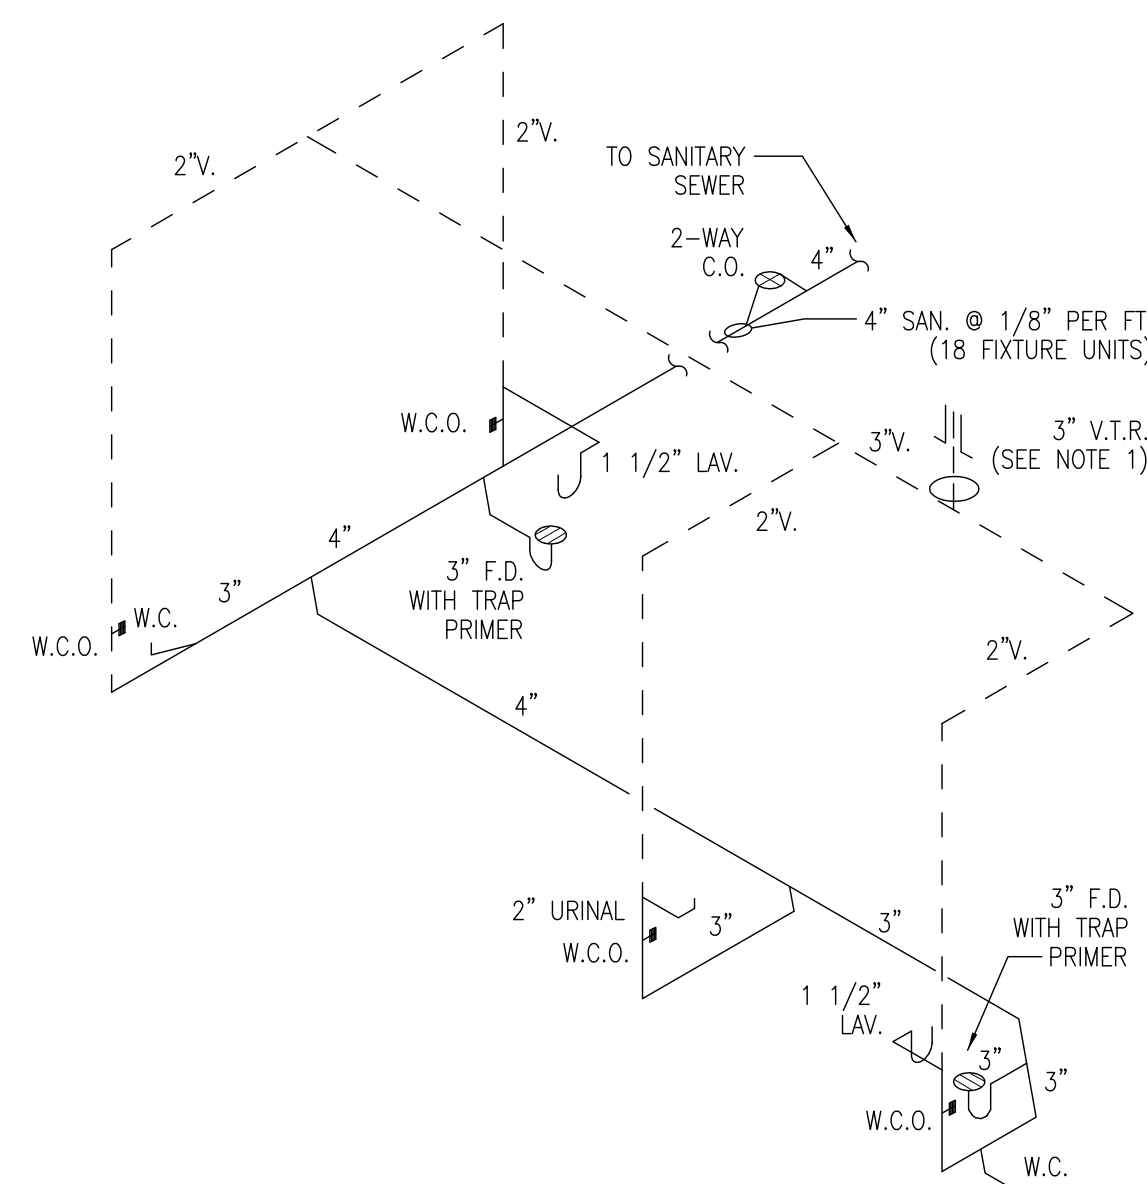 2"V.
2"V.
TO SANITARY
SEWER
2-WAY
C.O.
4"
4" SAN. @ 1/8" PER FT
(18 FIXTURE UNITS)
W.C.O.
1 1/2" LAV.
3"V.
3" V.T.R.
(SEE NOTE 1)
2"V.
4"
3" F.D.
WITH TRAP
PRIMER
3"
W.C.
W.C.O.
2"V.
4"
2" URINAL
W.C.O.
3"
3"
3" F.D.
WITH TRAP
PRIMER
1 1/2"
LAV.
3"
3"
W.C.O.
W.C.